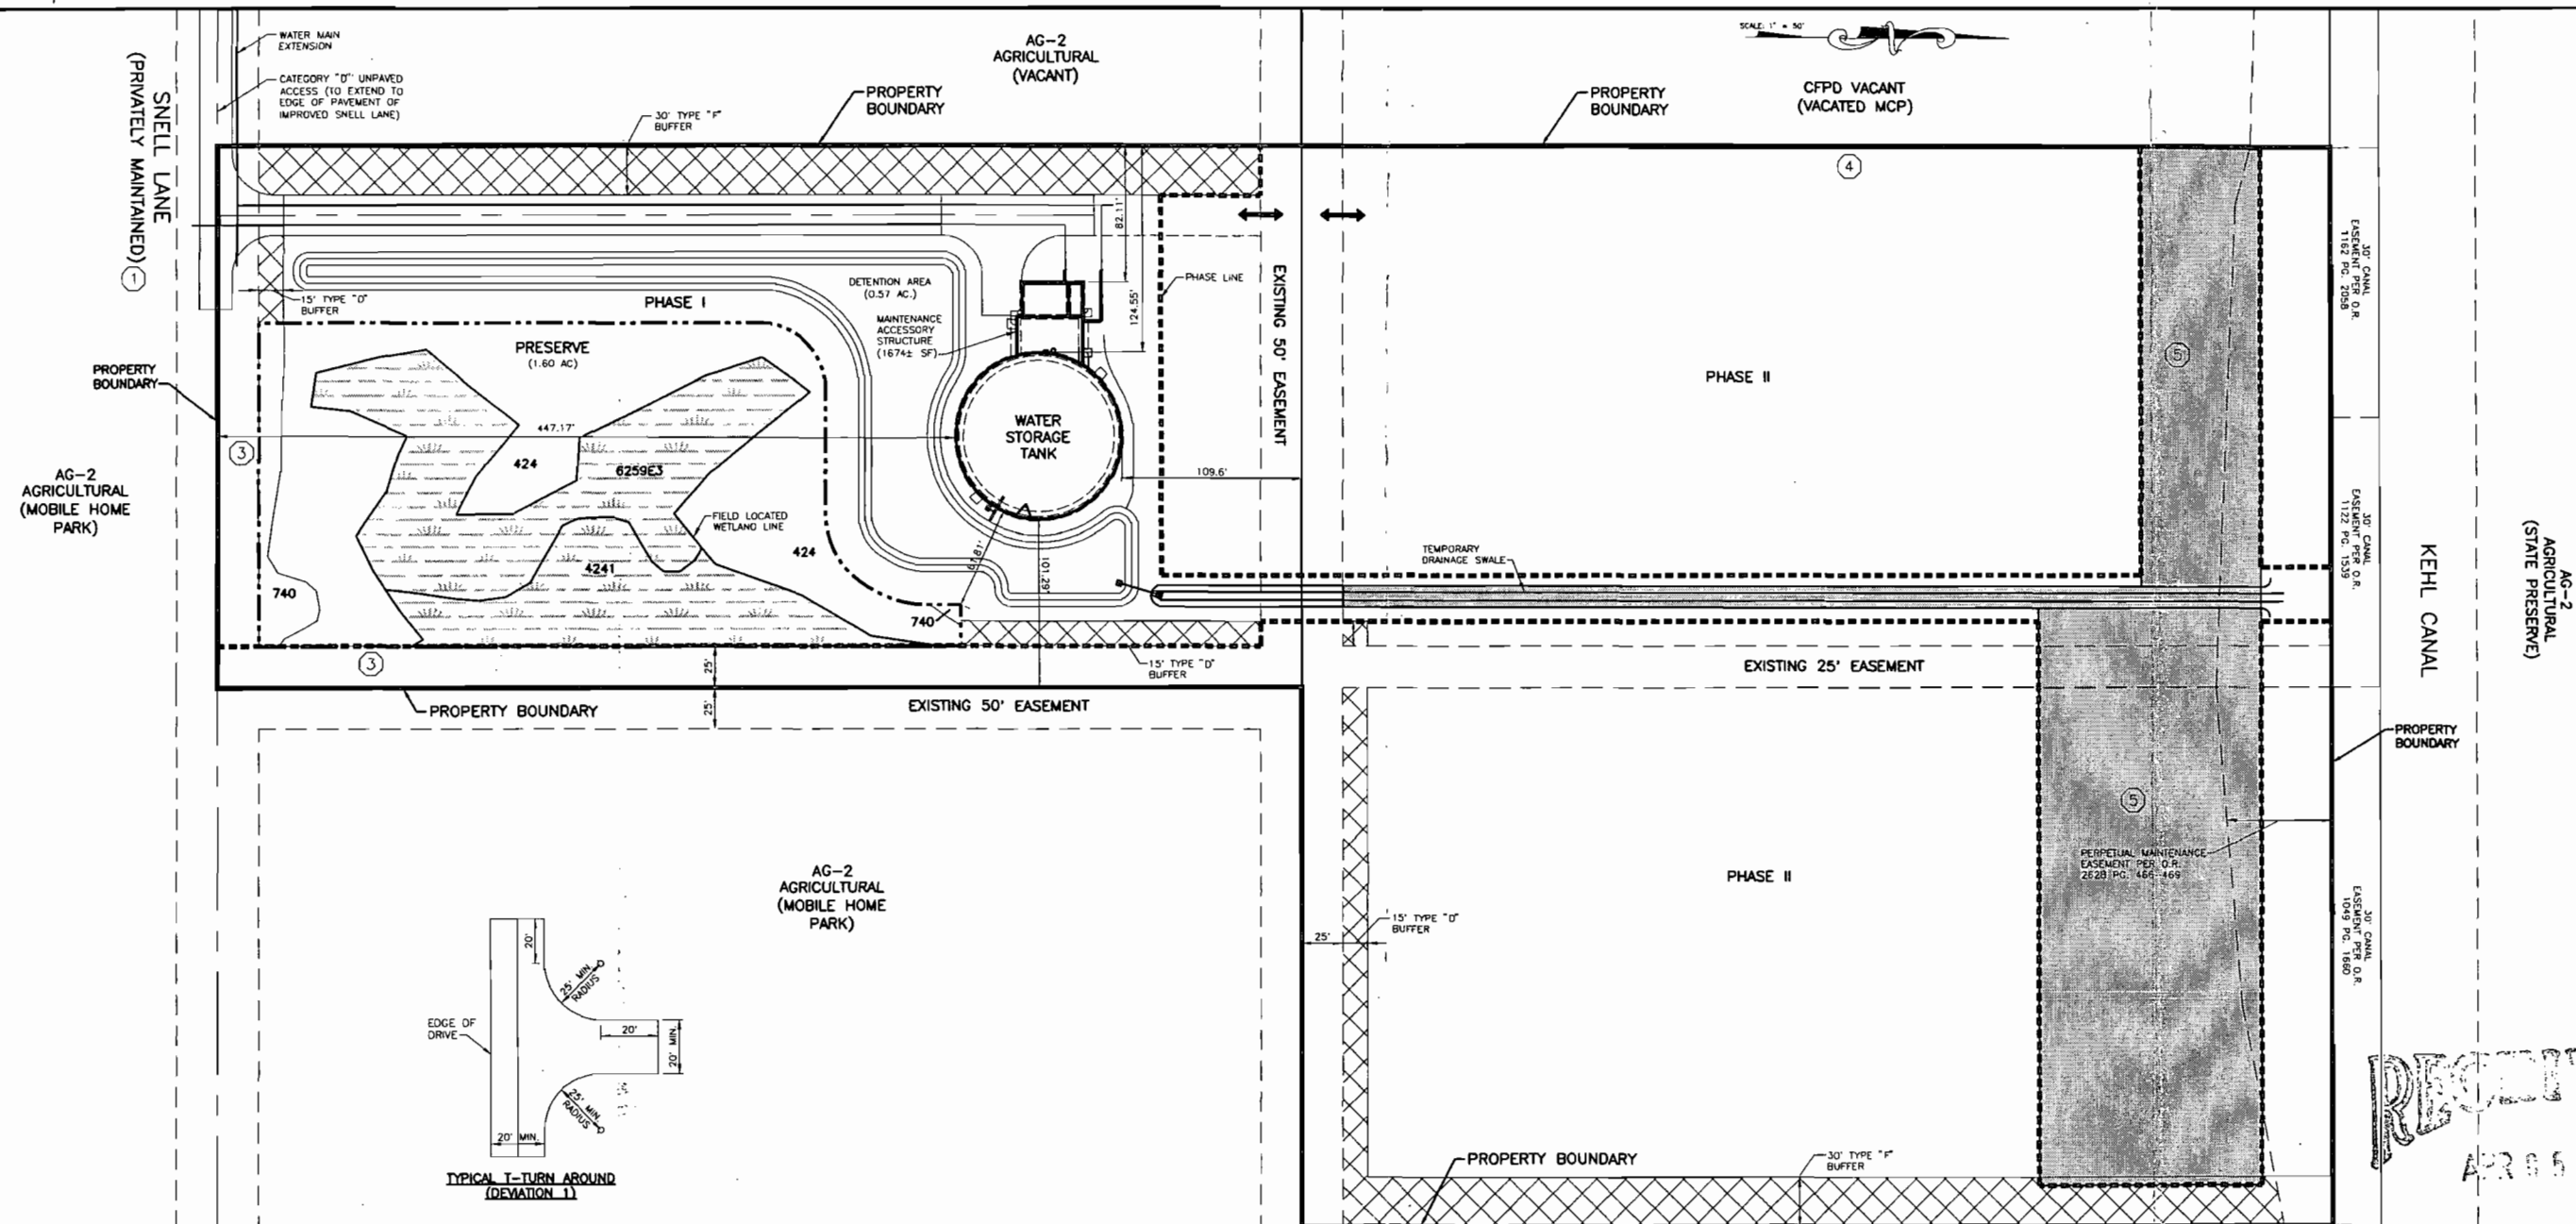 WATER MAIN
EXTENSION
CATEGORY "D" UNPAVED
ACCESS (TO EXTEND TO
EDGE OF PAVEMENT OF
IMPROVED SNELL LANE)
SNELL LANE
(PRIVATELY MAINTAINED)
1
AG-2
AGRICULTURAL
(VACANT)
PROPERTY
BOUNDARY
30' TYPE "F"
BUFFER
SCALE: 1" = 50'
N
CFPD VACANT
(VACATED MCP)
PROPERTY
BOUNDARY
4
82.11'
124.55'
PHASE LINE
EXISTING 50' EASEMENT
DETENTION AREA
(0.57 AC.)
MAINTENANCE
ACCESSORY
STRUCTURE
(1674± SF)
15' TYPE "D"
BUFFER
PHASE I
PRESERVE
(1.60 AC)
PROPERTY
BOUNDARY
3
447.17'
424
6259E3
WATER
STORAGE
TANK
109.6'
PHASE II
5
30' CANAL
EASEMENT PER O.R.
1162 PG. 2058
AG-2
AGRICULTURAL
(MOBILE HOME
PARK)
FIELD LOCATED
WETLAND LINE
424
4241
740
740
101.29'
TEMPORARY
DRAINAGE SWALE
30' CANAL
EASEMENT PER O.R.
1122 PG. 1539
KEHL CANAL
AG-2
AGRICULTURAL
(STATE PRESERVE)
3
25'
25'
15' TYPE "D"
BUFFER
EXISTING 25' EASEMENT
PROPERTY BOUNDARY
EXISTING 50' EASEMENT
PROPERTY
BOUNDARY
5
PERPETUAL MAINTENANCE
EASEMENT PER O.R.
2628 PG. 466-469
AG-2
AGRICULTURAL
(MOBILE HOME
PARK)
PHASE II
15' TYPE "D"
BUFFER
25'
30' CANAL
EASEMENT PER O.R.
1049 PG. 1660
20'
25' MIN.
RADIUS
EDGE OF
DRIVE
20'
20' MIN.
25' MIN.
RADIUS
20' MIN.
TYPICAL T-TURN AROUND
(DEVIATION 1)
PROPERTY BOUNDARY
30' TYPE "F"
BUFFER
APR